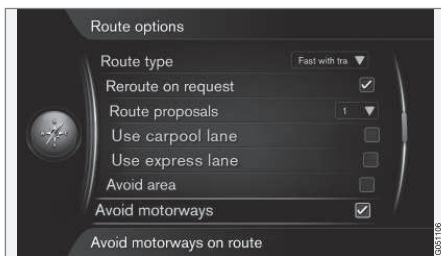 Route options
Route type Fast with tra
Reroute on request
Route proposals 1
Use carpool lane
Use express lane
Avoid area
Avoid motorways
Avoid motorways on route
G051106